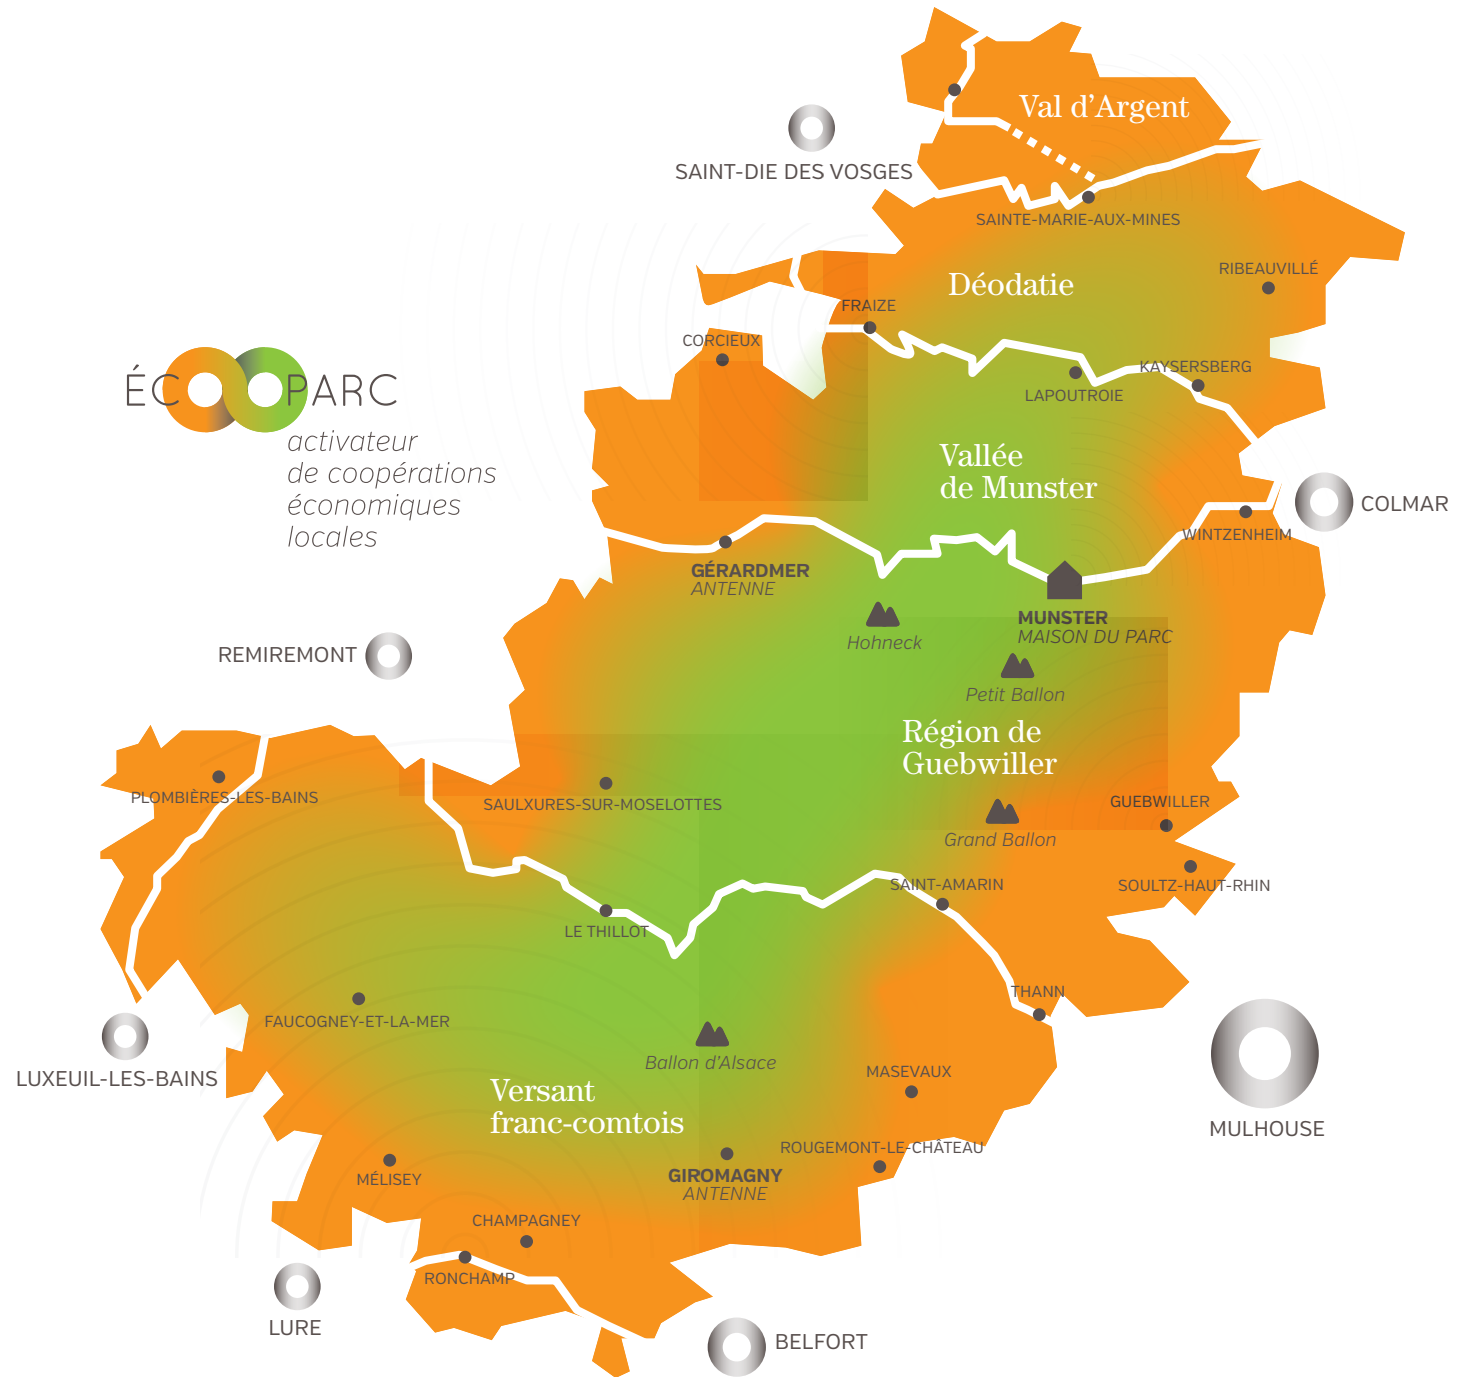 Val d'Argent
SAINT-DIE DES VOSGES
SAINTE-MARIE-AUX-MINES
RIBEAUVILLÉ
Déodatie
FRAIZE
CORCIEUX
KAYSERSBERG
LAPOUTROIE
ÉCOOPARC
activateur
de coopérations
économiques
locales
Vallée
de Munster
COLMAR
WINTZENHEIM
GÉRARDMER
ANTENNE
MUNSTER
MAISON DU PARC
Hohneck
REMIREMONT
Petit Ballon
Région de
Guebwiller
PLOMBIÈRES-LES-BAINS
SAULXURES-SUR-MOSELOTTES
GUEBWILLER
Grand Ballon
SAINT-AMARIN
SOULTZ-HAUT-RHIN
LE THILLOT
THANN
FAUCOGNEY-ET-LA-MER
Ballon d'Alsace
MASEVAUX
LUXEUIL-LES-BAINS
Versant
franc-comtois
MULHOUSE
ROUGEMONT-LE-CHÂTEAU
MÉLISEY
GIROMAGNY
ANTENNE
CHAMPAGNEY
RONCHAMP
LURE
BELFORT